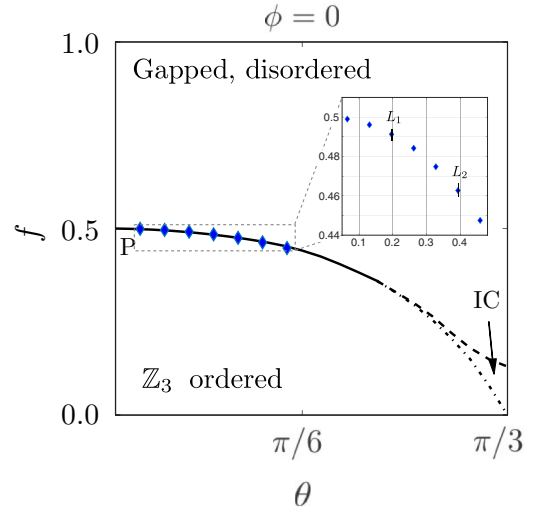 ϕ = 0
1.0
Gapped, disordered
0.5
L₁
0.48
L₂
0.46
0.44
0.1 0.2 0.3 0.4
f
0.5
P
IC
ℤ₃ ordered
0.0
π/6
π/3
θ